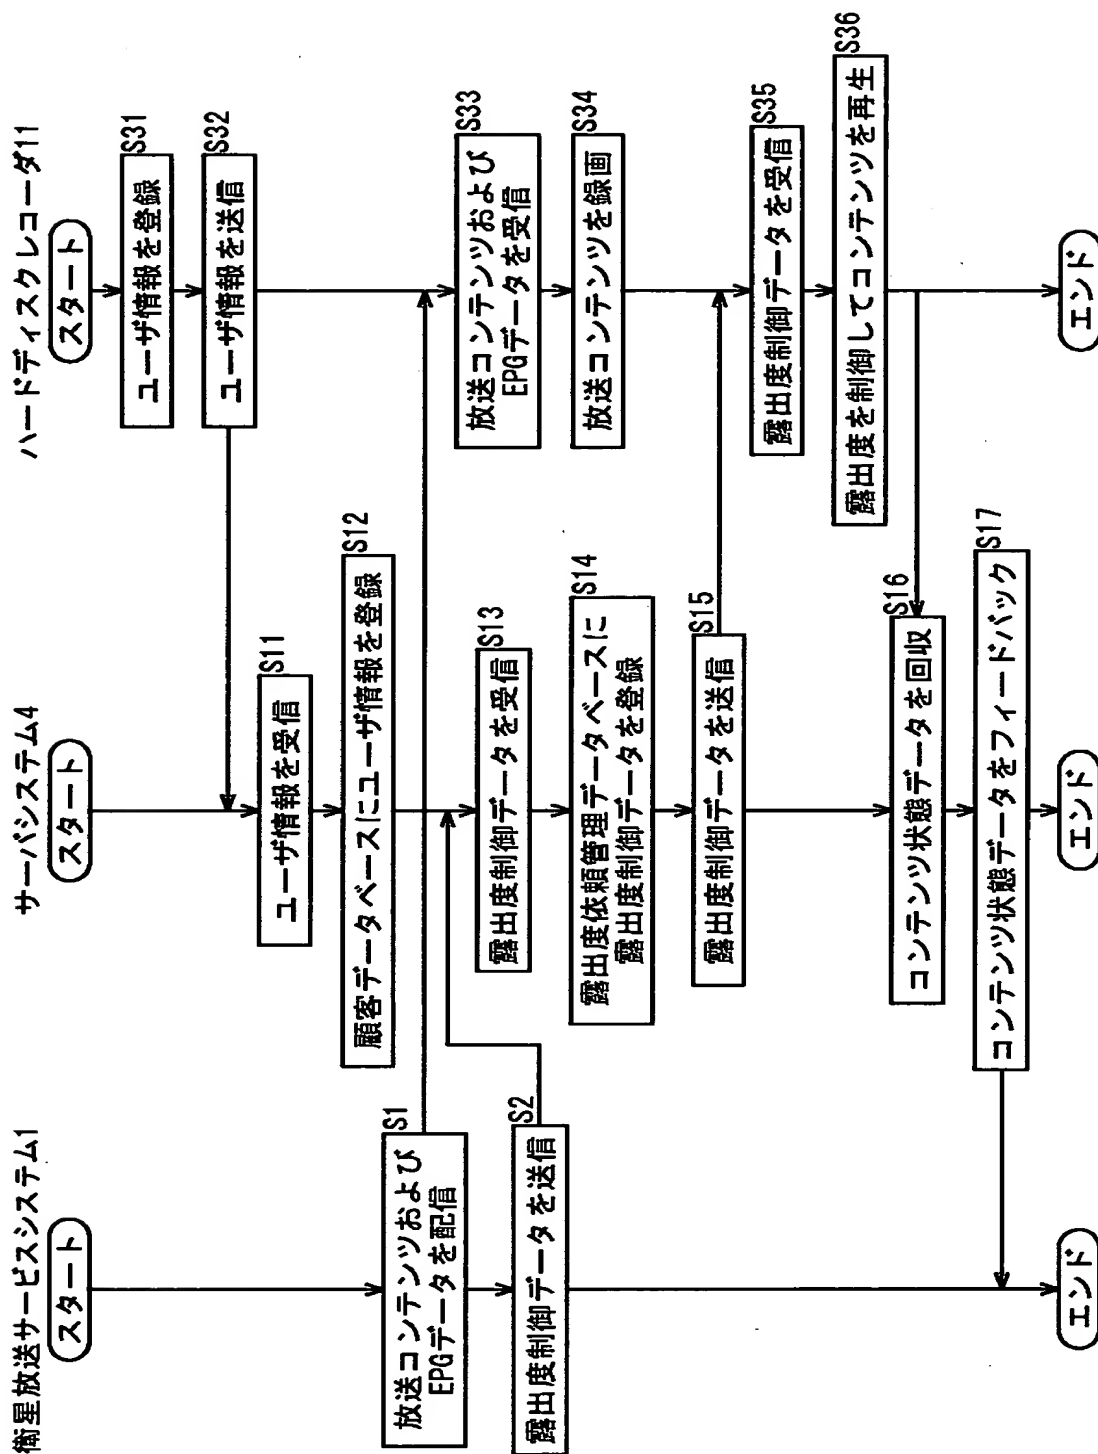 衛星放送サービスシステム1
スタート
S1
放送コンテンツおよび
EPGデータを配信
S2
露出度制御データを送信
エンド
サーバシステム4
スタート
S11
ユーザ情報を受信
S12
顧客データベースにユーザ情報を登録
S13
露出度制御データを受信
S14
露出度依頼管理データベースに
露出度制御データを登録
S15
露出度制御データを送信
S16
コンテンツ状態データを回収
S17
コンテンツ状態データをフィードバック
エンド
ハードディスクレコーダ11
スタート
S31
ユーザ情報を登録
S32
ユーザ情報を送信
S33
放送コンテンツおよび
EPGデータを受信
S34
放送コンテンツを録画
S35
露出度制御データを受信
S36
露出度を制御してコンテンツを再生
エンド